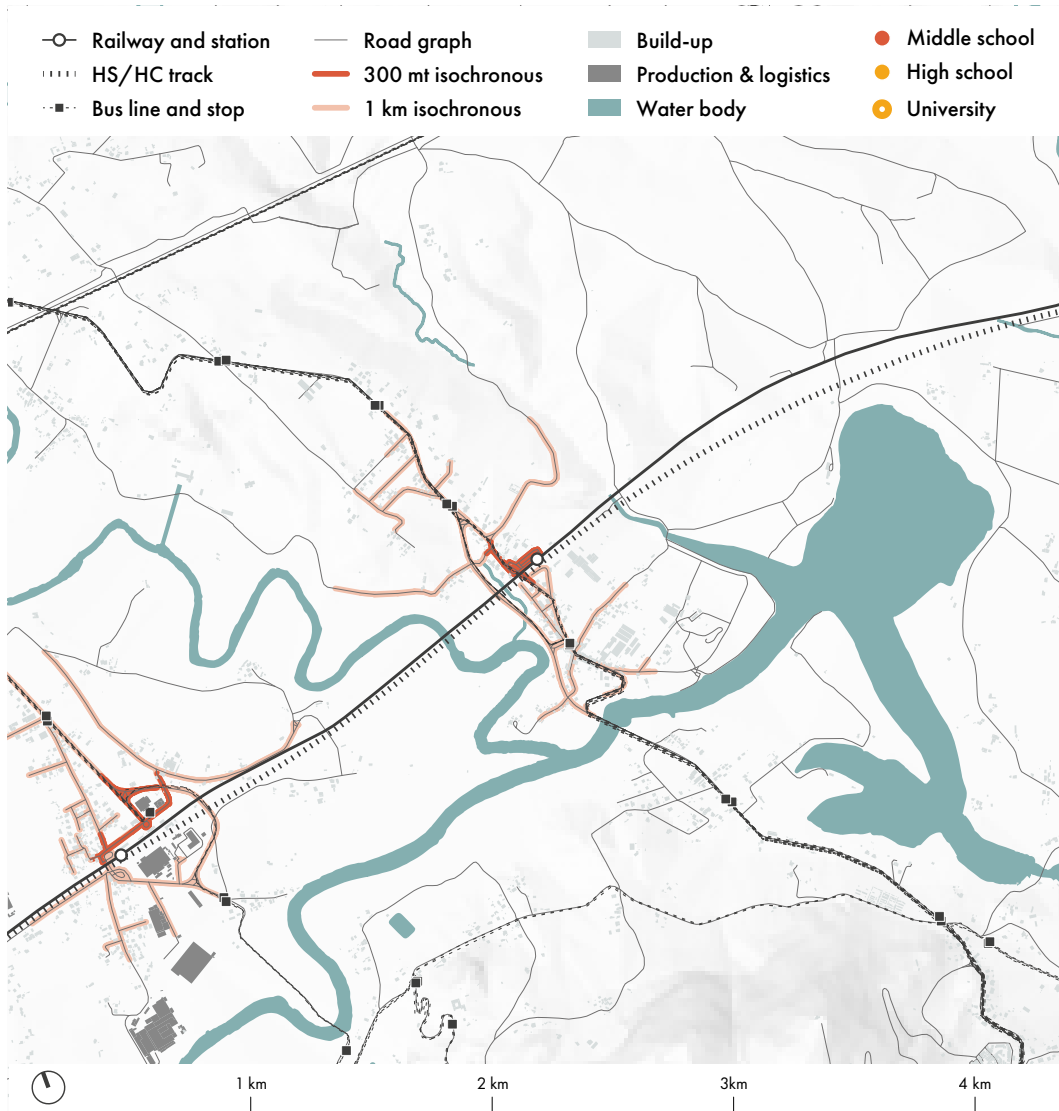 Railway and station
HS/HC track
Bus line and stop
Road graph
300 mt isochronous
1 km isochronous
Build-up
Production & logistics
Water body
Middle school
High school
University
1 km
2 km
3km
4 km